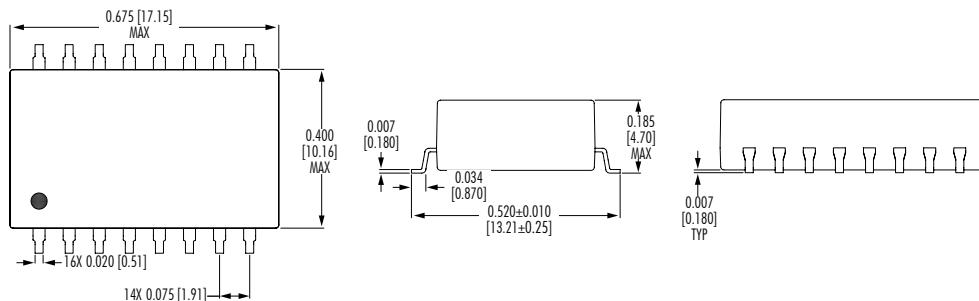 0.675 [17.15]
MAX
0.400
[10.16]
MAX
16X 0.020 [0.51]
14X 0.075 [1.91]
0.007
[0.180]
0.034
[0.870]
0.185
[4.70]
MAX
0.520±0.010
[13.21±0.25]
0.007
[0.180]
TYP